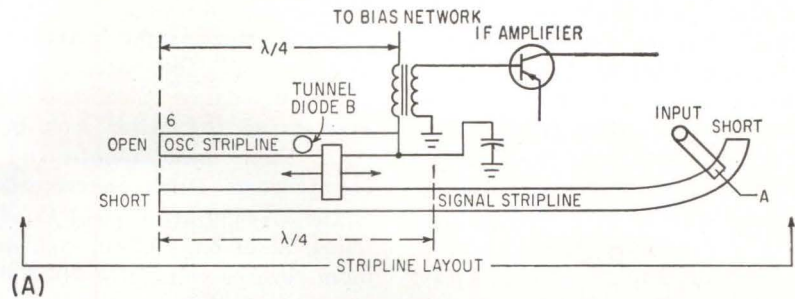 TO BIAS NETWORK
IF AMPLIFIER
λ/4
TUNNEL
DIODE B
6
OPEN
OSC STRIPLINE
INPUT
SHORT
SHORT
SIGNAL STRIPLINE
A
λ/4
STRIPLINE LAYOUT
(A)